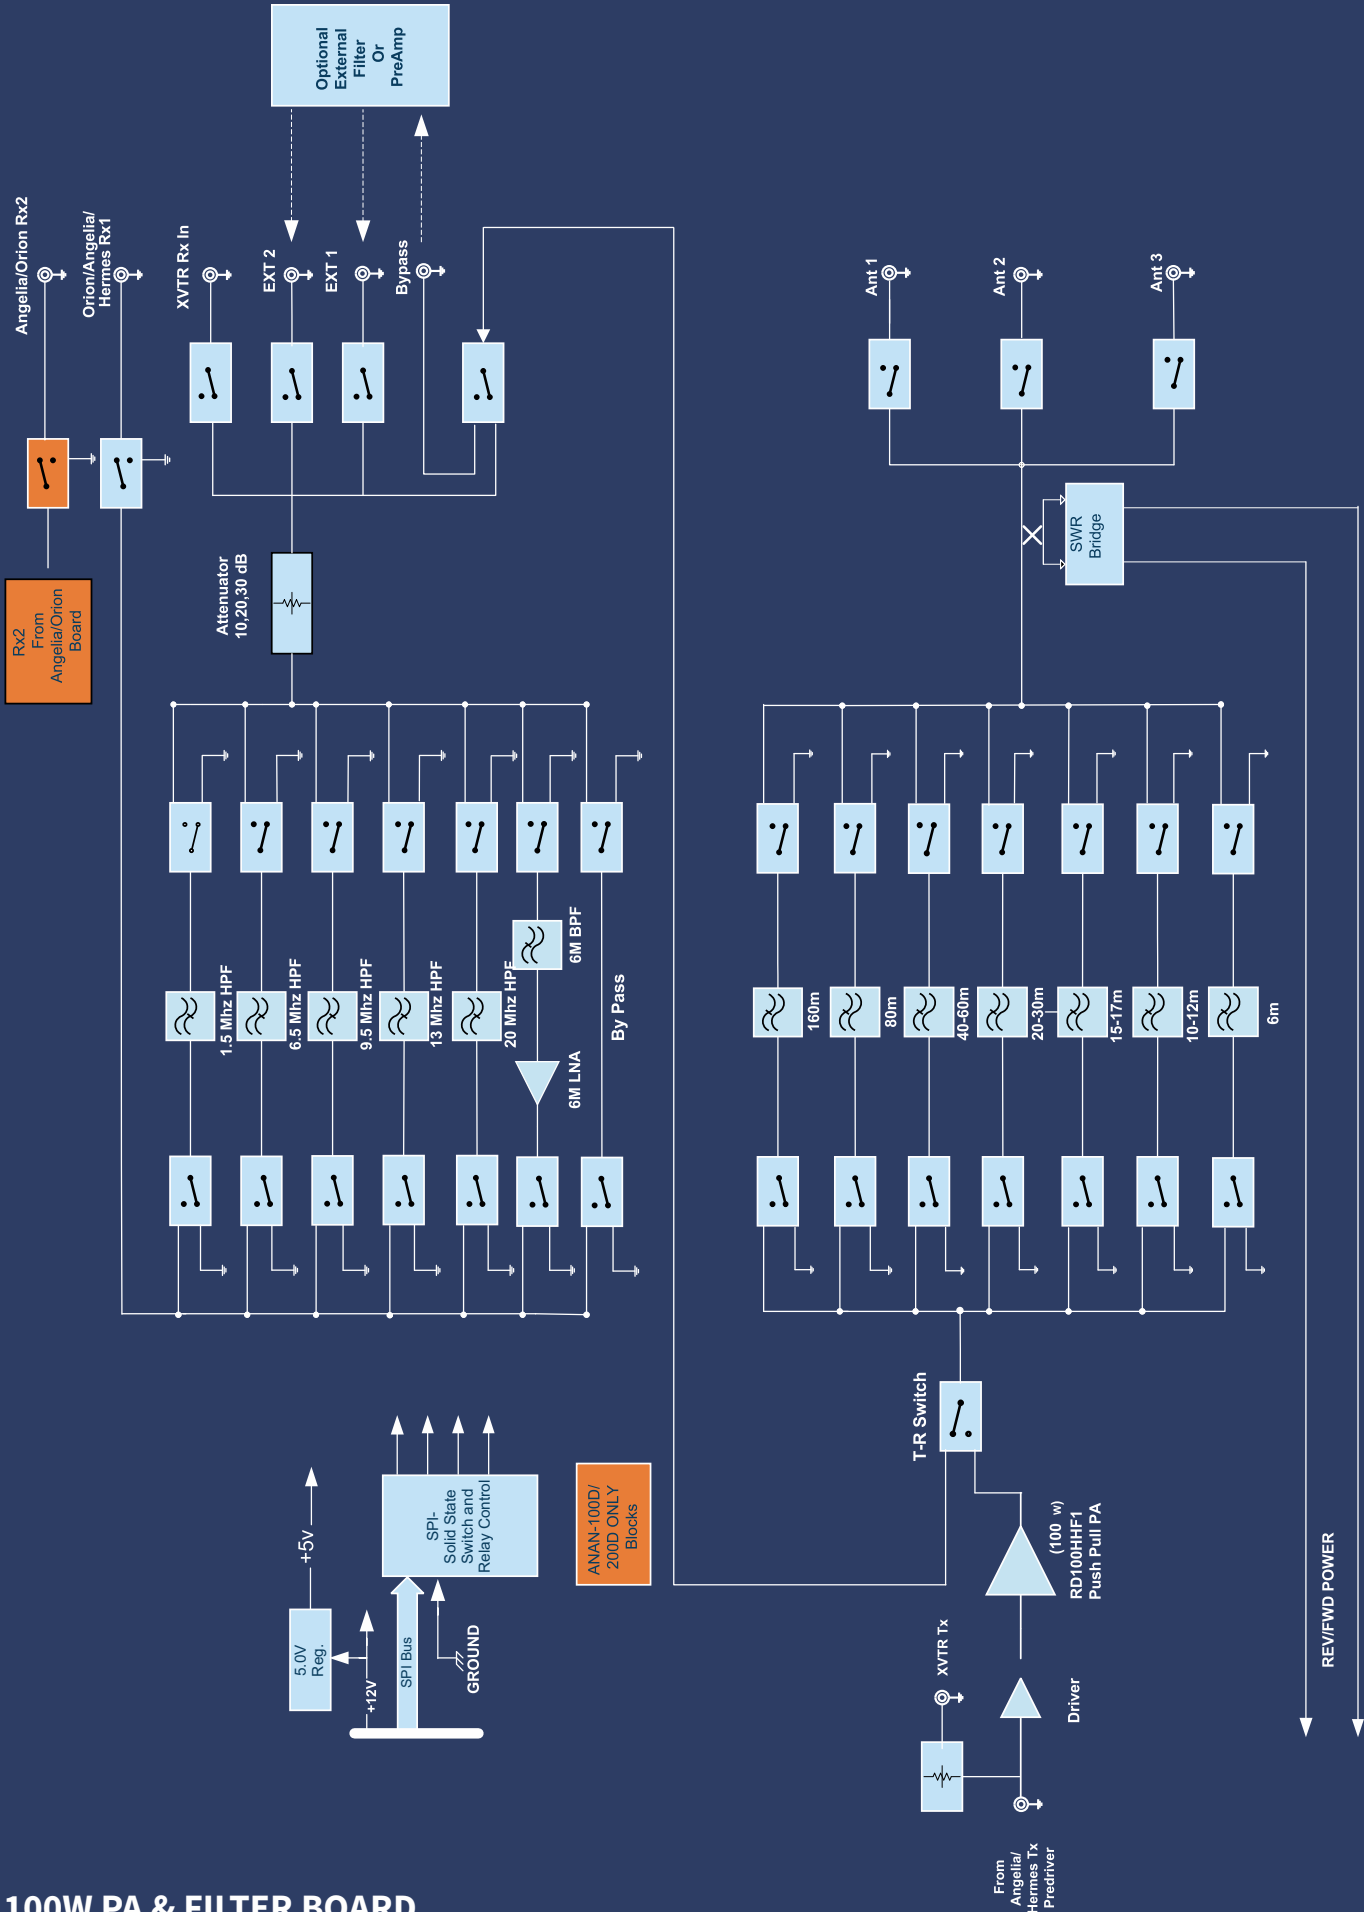 Optional
External
Filter
Or
PreAmp
Angelia/Orion Rx2
Orion/Angelia/
Hermes Rx1
XVTR Rx In
EXT 2
EXT 1
Bypass
Ant 1
Ant 2
Ant 3
Rx2
From
Angelia/Orion
Board
Attenuator
10,20,30 dB
SWR
Bridge
1.5 Mhz HPF
6.5 Mhz HPF
9.5 Mhz HPF
13 Mhz HPF
20 Mhz HPF
6M BPF
6M LNA
By Pass
160m
80m
40-60m
20-30m
15-17m
10-12m
6m
T-R Switch
+5v
5.0V
Reg.
+12V
SPI Bus
SPI-
Solid State
Switch and
Relay Control
GROUND
ANAN-100D/
200D ONLY
Blocks
(100 w)
RD100HHF1
Push Pull PA
XVTR Tx
Driver
REV/FWD POWER
From
Angelia/
Hermes Tx
Predriver
100W PA & FILTER BOARD